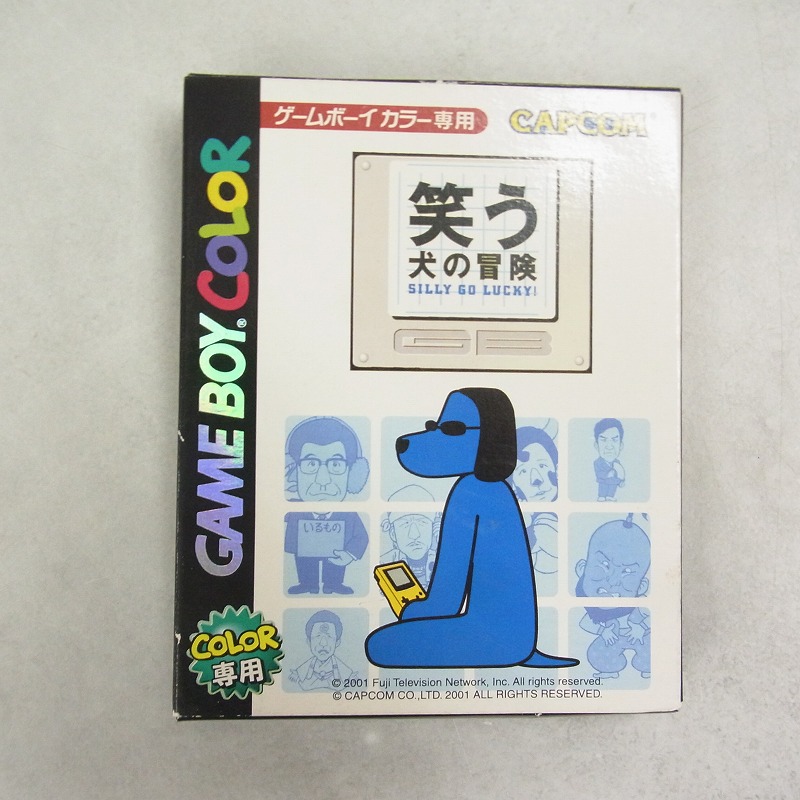 GAME BOY COLOR
ゲームボーイカラー専用
CAPCOM
笑う
犬の冒険
SILLY GO LUCKY!
GB
いるもの
COLOR
専用
© 2001 Fuji Television Network, Inc. All rights reserved.
© CAPCOM CO.,LTD. 2001 ALL RIGHTS RESERVED.